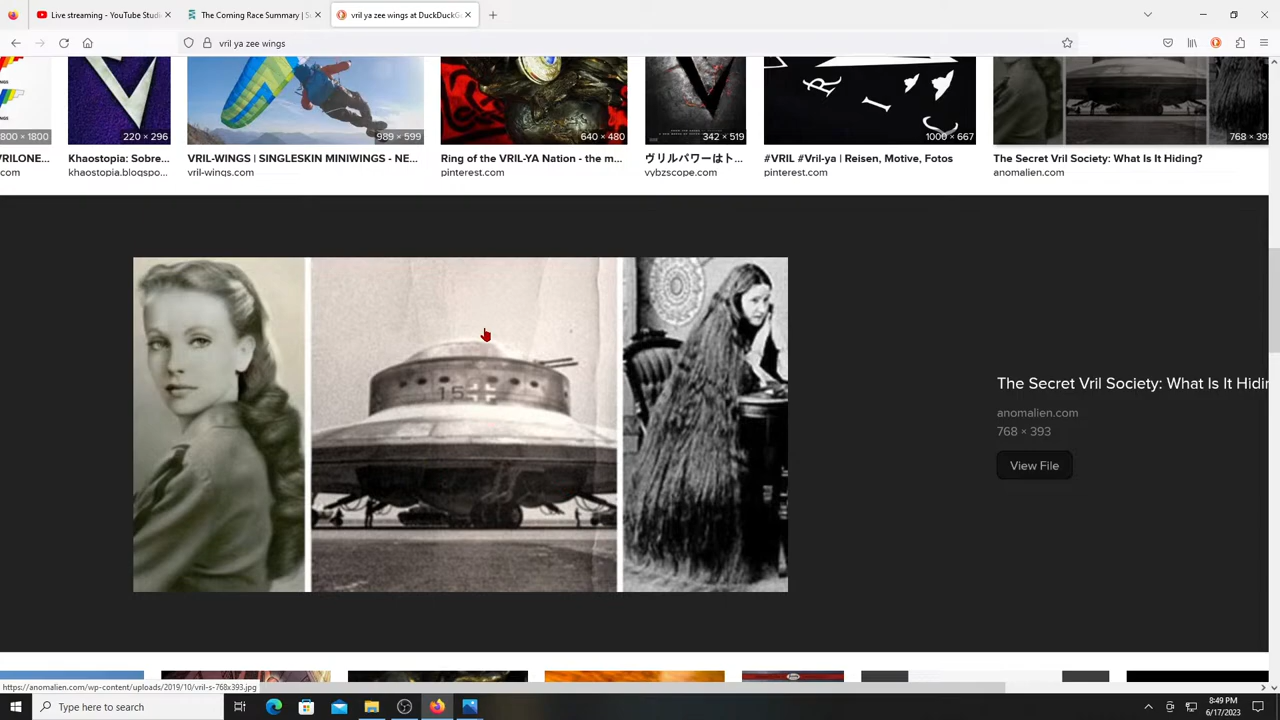 Live streaming - YouTube Studi
The Coming Race Summary | S
vril ya zee wings at DuckDuckG
vril ya zee wings
800 × 1800
220 × 296
989 × 599
640 × 480
342 × 519
1000 × 667
768 × 39
VRILONE...
Khaostopia: Sobre...
VRIL-WINGS | SINGLESKIN MINIWINGS - NE...
Ring of the VRIL-YA Nation - the m...
ヴリルパワーはト...
#VRIL #Vril-ya | Reisen, Motive, Fotos
The Secret Vril Society: What Is It Hiding?
.com
khaostopia.blogspo...
vril-wings.com
pinterest.com
vybzscope.com
pinterest.com
anomalien.com
15
The Secret Vril Society: What Is It Hidin
anomalien.com
768 × 393
View File
https://anomalien.com/wp-content/uploads/2019/10/vril-s-768x393.jpg
Type here to search
8:49 PM
6/17/2023